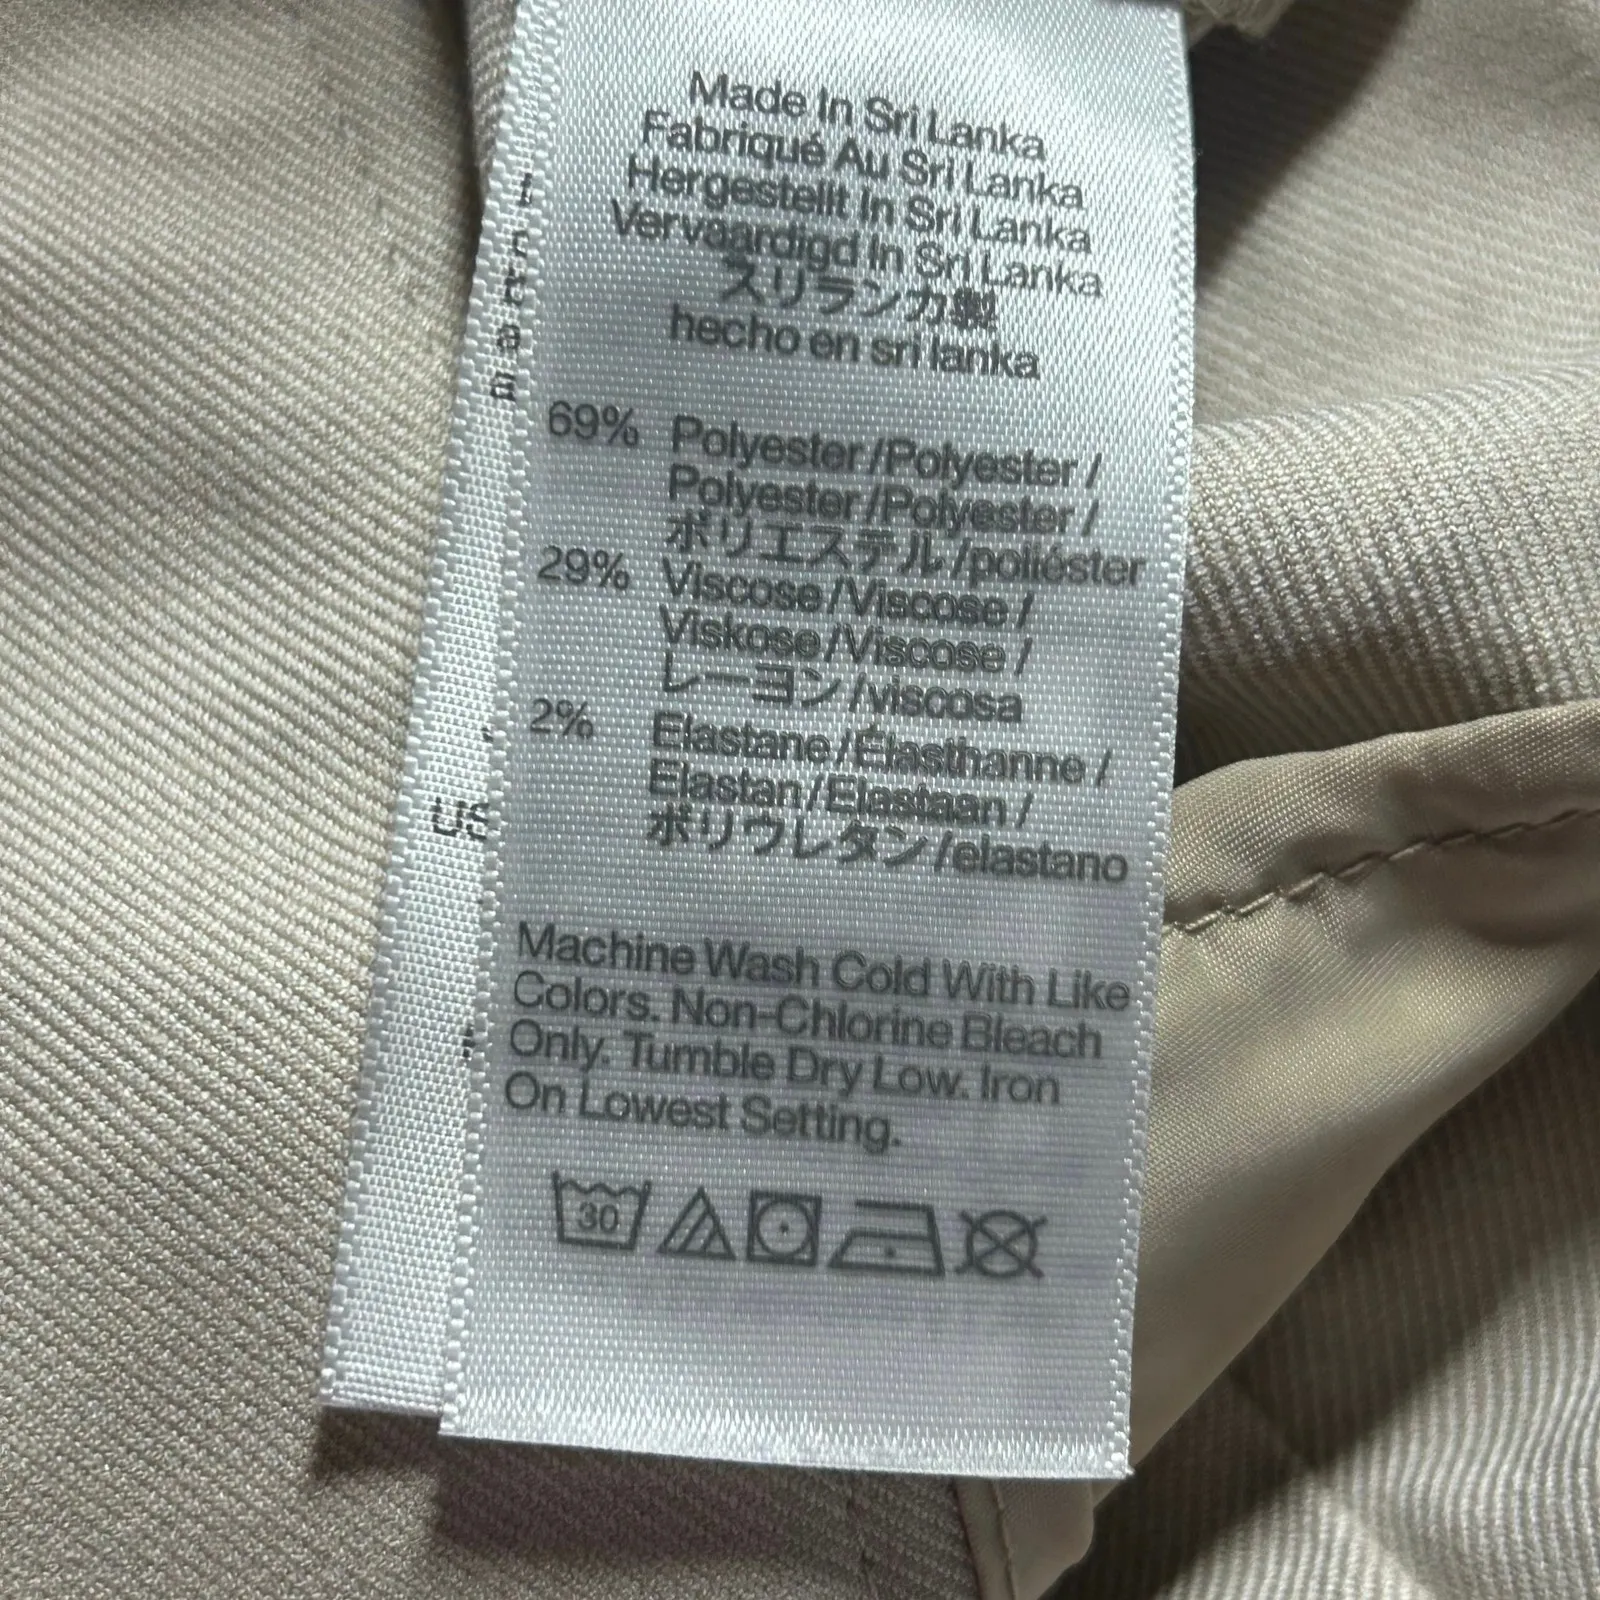 Made In Sri Lanka
Fabriqué Au Sri Lanka
Hergestellt In Sri Lanka
Vervaardigd In Sri Lanka
スリランカ製
hecho en sri lanka
69% Polyester /Polyester /
Polyester /Polyester /
ポリエステル /poliéster
29% Viscose /Viscose /
Viskose /Viscose /
レーヨン /viscosa
2% Elastane /Élasthanne /
Elastan /Elastaan /
ポリウレタン /elastano
Machine Wash Cold With Like
Colors. Non-Chlorine Bleach
Only. Tumble Dry Low. Iron
On Lowest Setting.
30
US